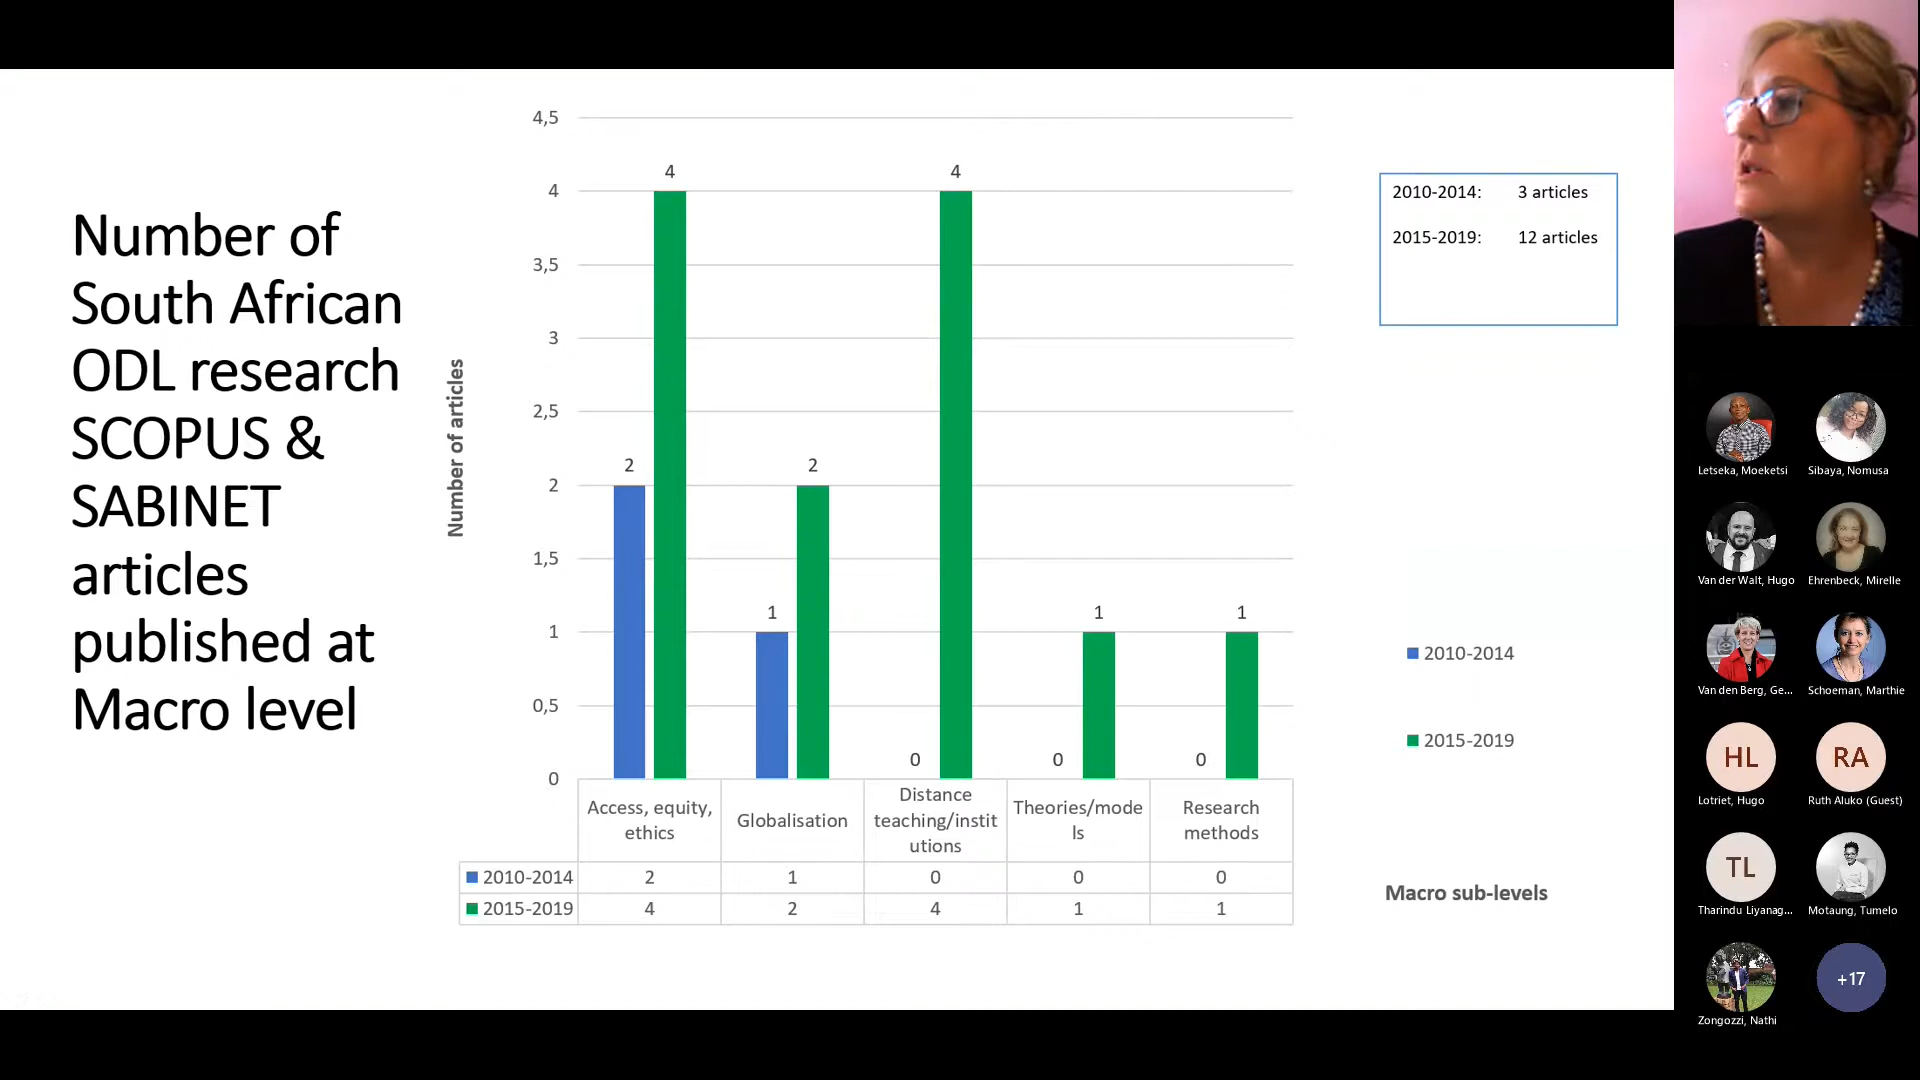 Number of
South African
ODL research
SCOPUS &
SABINET
articles
published at
Macro level
Number of articles
4,5
4
3,5
3
2,5
2
1,5
1
0,5
0
2
4
1
2
0
4
0
1
0
1
Access, equity,
ethics
Globalisation
Distance
teaching/instit
utions
Theories/mode
ls
Research
methods
2010-2014 2 1 0 0 0
2015-2019 4 2 4 1 1
2010-2014: 3 articles
2015-2019: 12 articles
2010-2014
2015-2019
Macro sub-levels
Letseka, Moeketsi
Sibaya, Nomusa
Van der Walt, Hugo
Ehrenbeck, Mirelle
Van den Berg, Ge...
Schoeman, Marthie
HL
Lotriet, Hugo
RA
Ruth Aluko (Guest)
TL
Tharindu Liyanag...
Motaung, Tumelo
Zongozzi, Nathi
+17